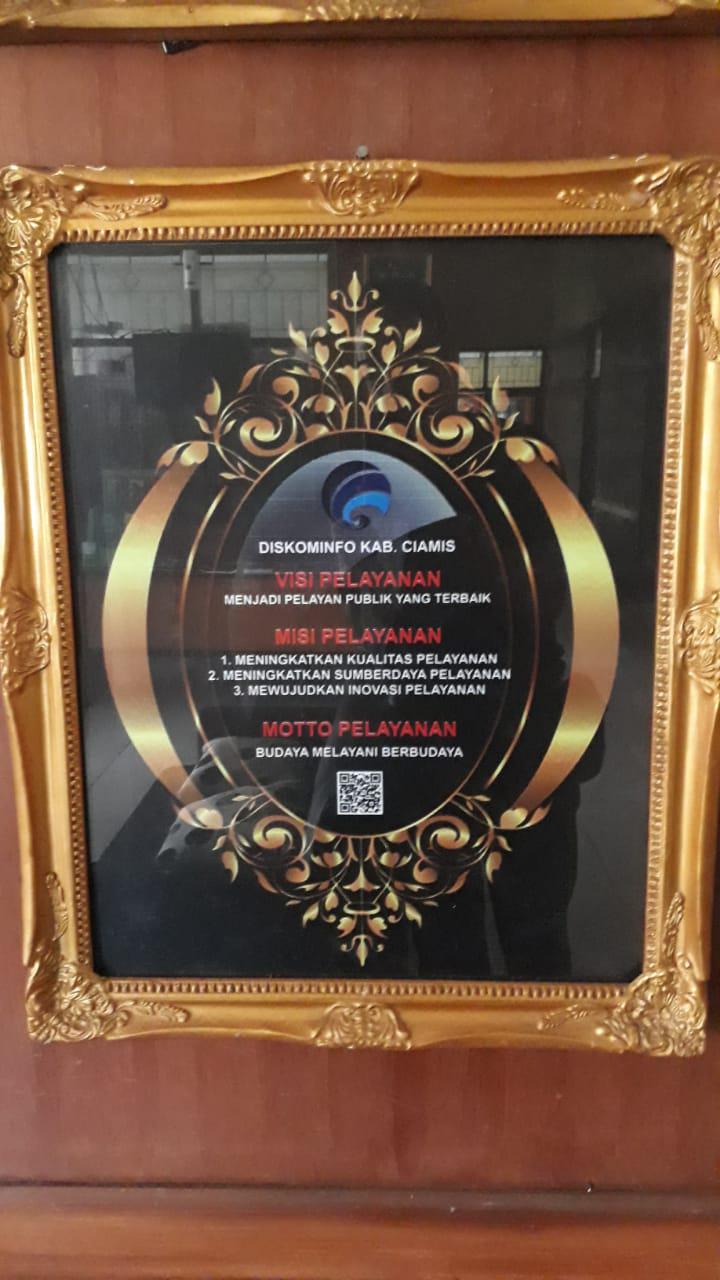 DISKOMINFO KAB. CIAMIS
VISI PELAYANAN
MENJADI PELAYAN PUBLIK YANG TERBAIK
MISI PELAYANAN
1. MENINGKATKAN KUALITAS PELAYANAN
2. MENINGKATKAN SUMBERDAYA PELAYANAN
3. MEWUJUDKAN INOVASI PELAYANAN
MOTTO PELAYANAN
BUDAYA MELAYANI BERBUDAYA